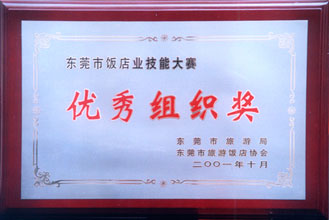 东莞市饭店业技能大赛
优秀组织奖
东莞市旅游局
东莞市旅游饭店协会
二〇〇一年十月